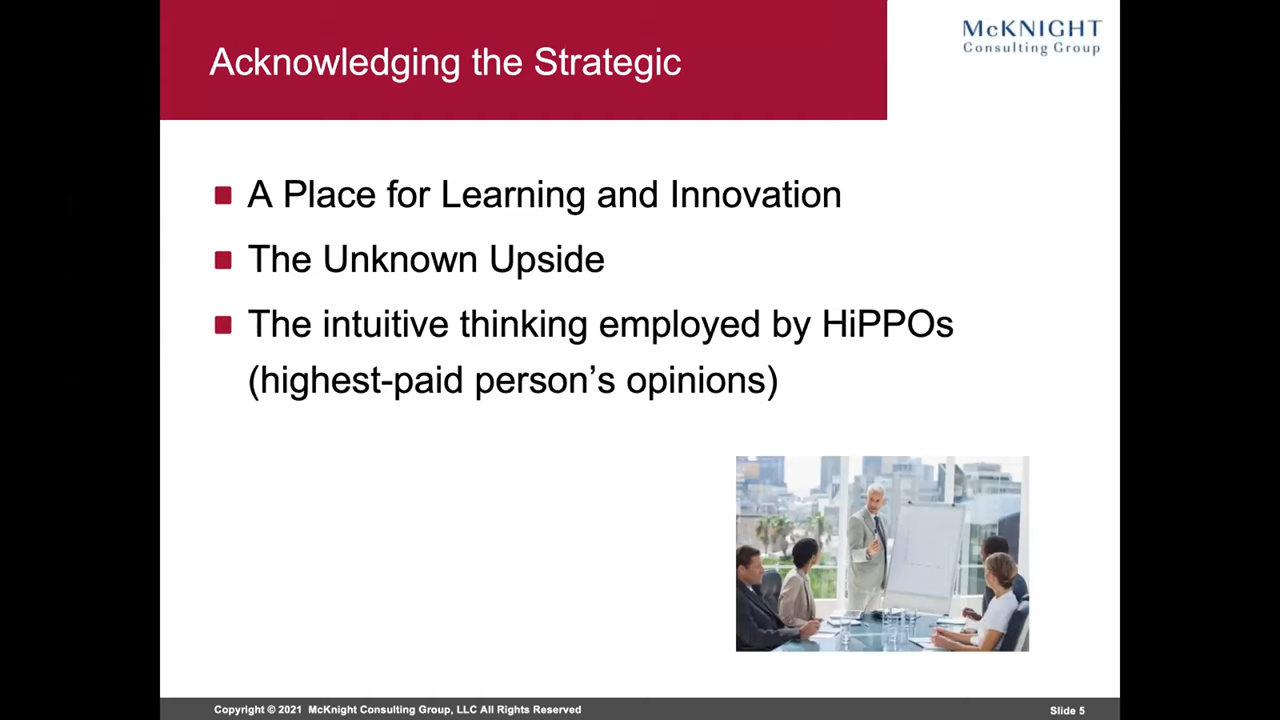 Acknowledging the Strategic
McKNIGHT
Consulting Group
A Place for Learning and Innovation
The Unknown Upside
The intuitive thinking employed by HiPPOs
(highest-paid person’s opinions)
Copyright © 2021 McKnight Consulting Group, LLC All Rights Reserved
Slide 5